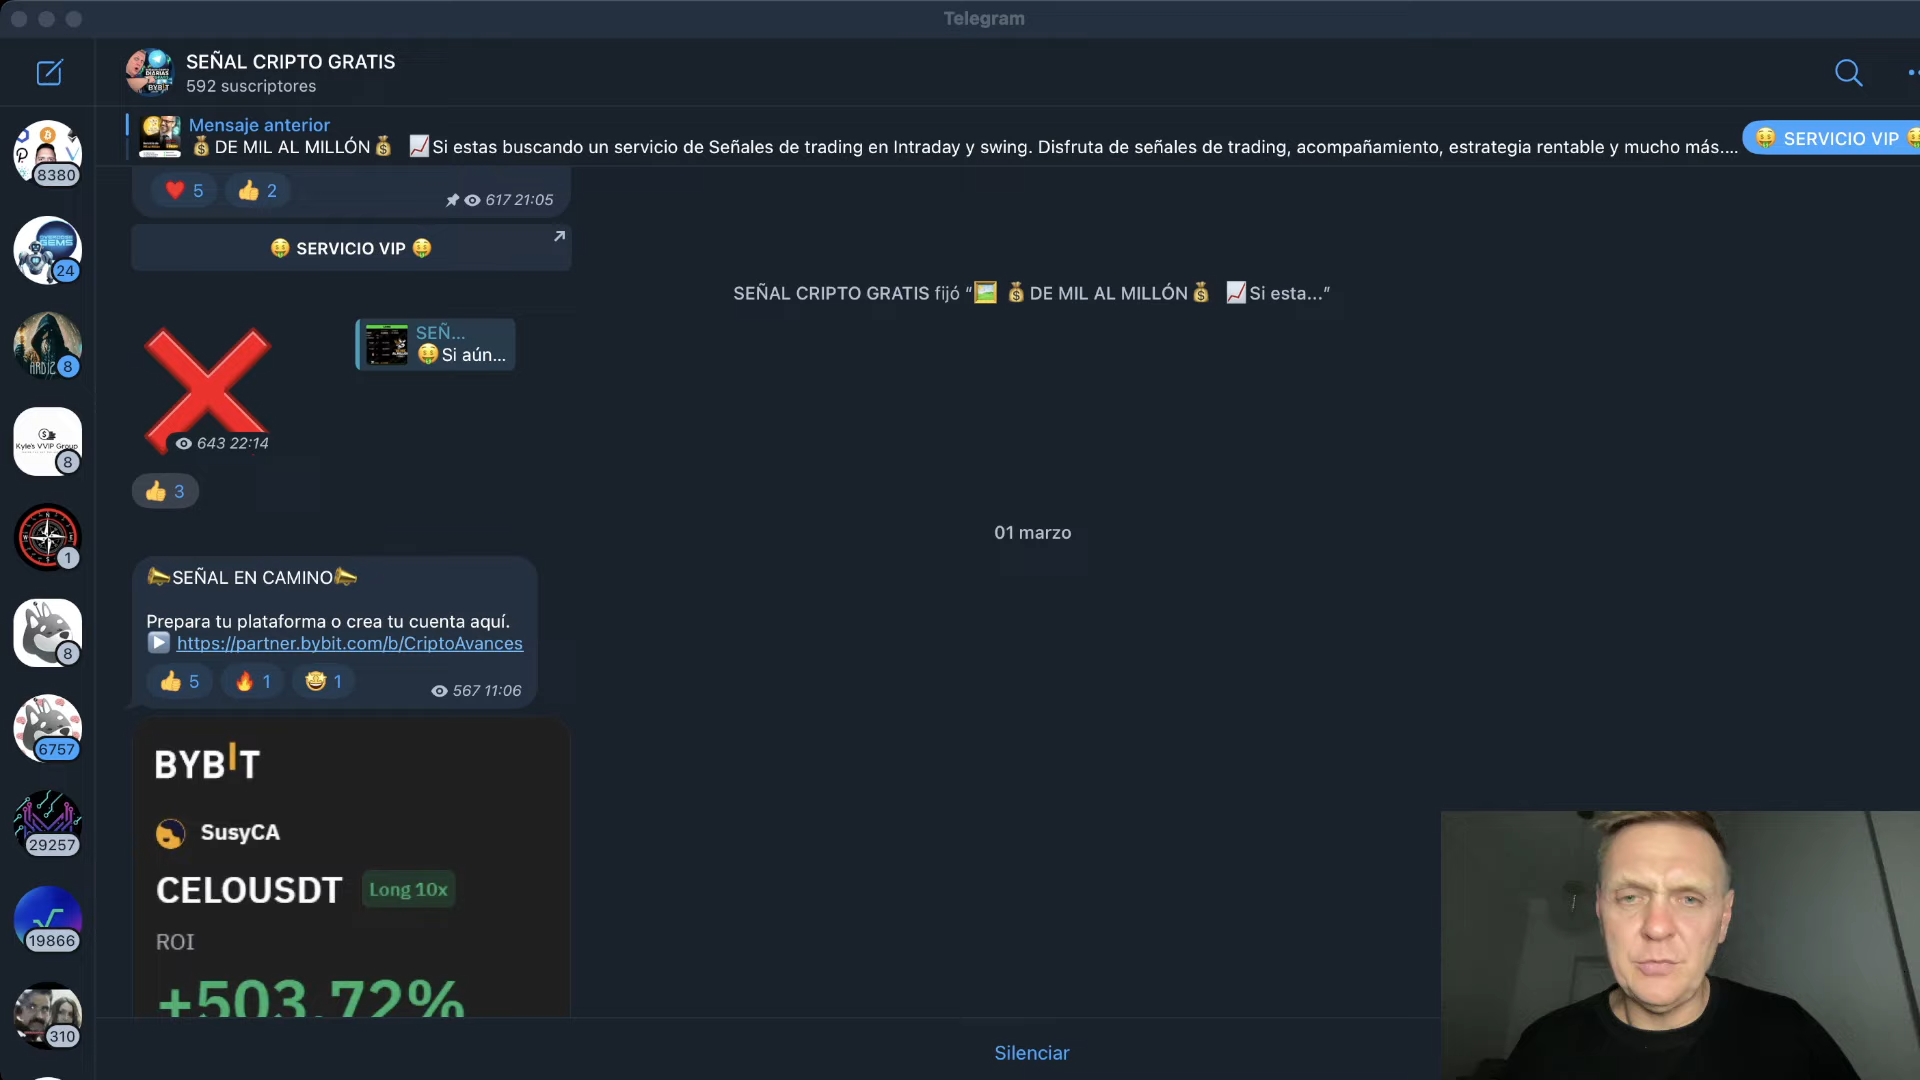 Telegram
SEÑAL CRIPTO GRATIS
592 suscriptores
Mensaje anterior
💰DE MIL AL MILLÓN💰 📈Si estas buscando un servicio de Señales de trading en Intraday y swing. Disfruta de señales de trading, acompañamiento, estrategia rentable y mucho más....
🤑 SERVICIO VIP 🤑
❤️ 5 👍 2
617 21:05
🤑 SERVICIO VIP 🤑
SEÑAL CRIPTO GRATIS fijó “🖼️ 💰DE MIL AL MILLÓN💰 📈Si esta...”
SEÑ...
🤑Si aún...
643 22:14
👍 3
01 marzo
📣SEÑAL EN CAMINO📣
Prepara tu plataforma o crea tu cuenta aquí.
▶️ https://partner.bybit.com/b/CriptoAvances
👍 5 🔥 1 🤩 1
567 11:06
BYBIT
SusyCA
CELOUSDT Long 10x
ROI
+503.72%
Silenciar
8380
GEMS
24
ARBIZ
8
Kyle's VVIP Group
8
1
8
6757
29257
19866
310